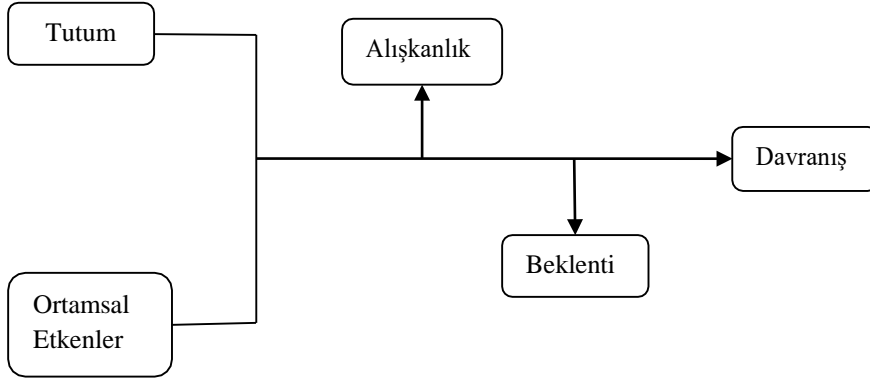 Tutum
Alışkanlık
Davranış
Beklenti
Ortamsal
Etkenler